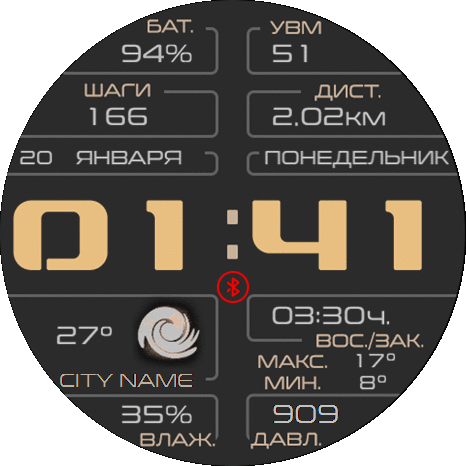 БАТ. УВМ
94% 51
ШАГИ ДИСТ.
166 2.02км
20 ЯНВАРЯ ПОНЕДЕЛЬНИК
01:41
03:30ч.
27° ВОС./ЗАК.
МАКС. 17°
CITY NAME МИН. 8°
35% 909
ВЛАЖ. ДАВЛ.